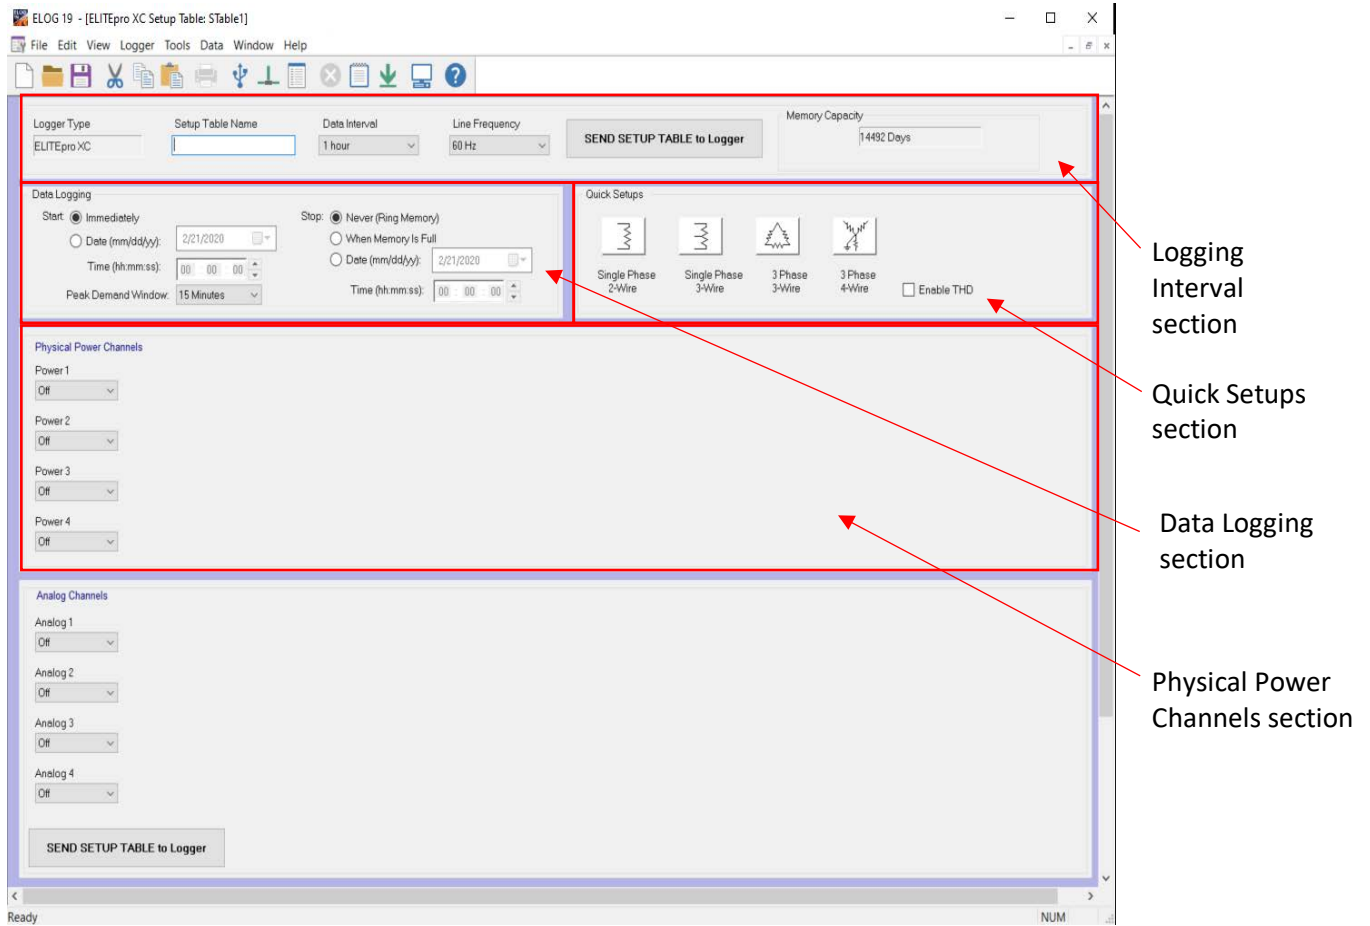 ELOG 19 - [ELITEpro XC Setup Table: STable1]
File Edit View Logger Tools Data Window Help
Logger Type Setup Table Name Data Interval Line Frequency Memory Capacity
ELITEpro XC 1 hour 60 Hz SEND SETUP TABLE to Logger 14492 Days
Data Logging
Start: Immediately Stop: Never (Ring Memory)
Date (mm/dd/yy): 2/21/2020 When Memory Is Full
Date (mm/dd/yy): 2/21/2020
Time (hh:mm:ss): 00 : 00 : 00
Peak Demand Window: 15 Minutes Time (hh:mm:ss): 00 : 00 : 00
Quick Setups
Single Phase Single Phase 3 Phase 3 Phase
2-Wire 3-Wire 3-Wire 4-Wire Enable THD
Physical Power Channels
Power 1
Off
Power 2
Off
Power 3
Off
Power 4
Off
Analog Channels
Analog 1
Off
Analog 2
Off
Analog 3
Off
Analog 4
Off
SEND SETUP TABLE to Logger
Ready NUM
Logging
Interval
section
Quick Setups
section
Data Logging
section
Physical Power
Channels section